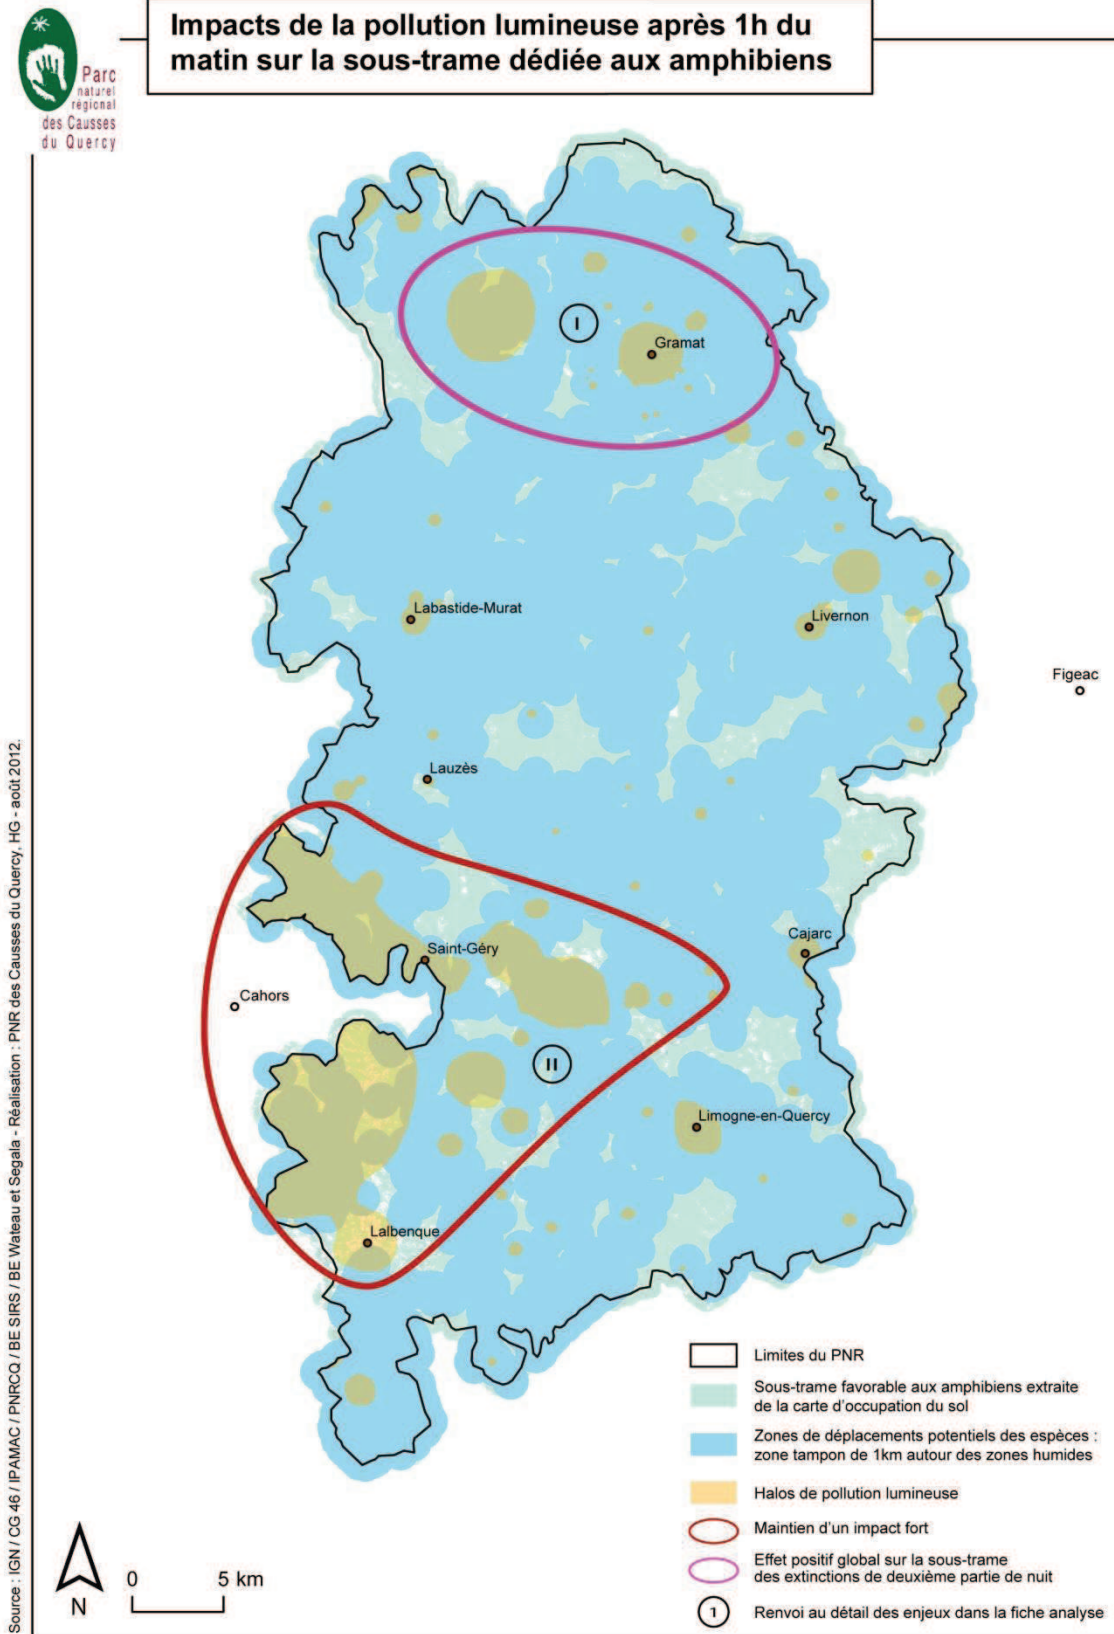 Impacts de la pollution lumineuse après 1h du
matin sur la sous-trame dédiée aux amphibiens
Parc
naturel
régional
des Causses
du Quercy
I
Gramat
Labastide-Murat
Livernon
Figeac
Lauzès
Saint-Géry
Cajarc
Cahors
II
Limogne-en-Quercy
Lalbenque
Limites du PNR
Sous-trame favorable aux amphibiens extraite
de la carte d'occupation du sol
Zones de déplacements potentiels des espèces :
zone tampon de 1km autour des zones humides
Halos de pollution lumineuse
Maintien d'un impact fort
Effet positif global sur la sous-trame
des extinctions de deuxième partie de nuit
1 Renvoi au détail des enjeux dans la fiche analyse
N
0 5 km
Source : IGN / CG 46 / IPAMAC / PNRCQ / BE SIRS / BE Wateau et Segala - Réalisation : PNR des Causses du Quercy, HG - août 2012.